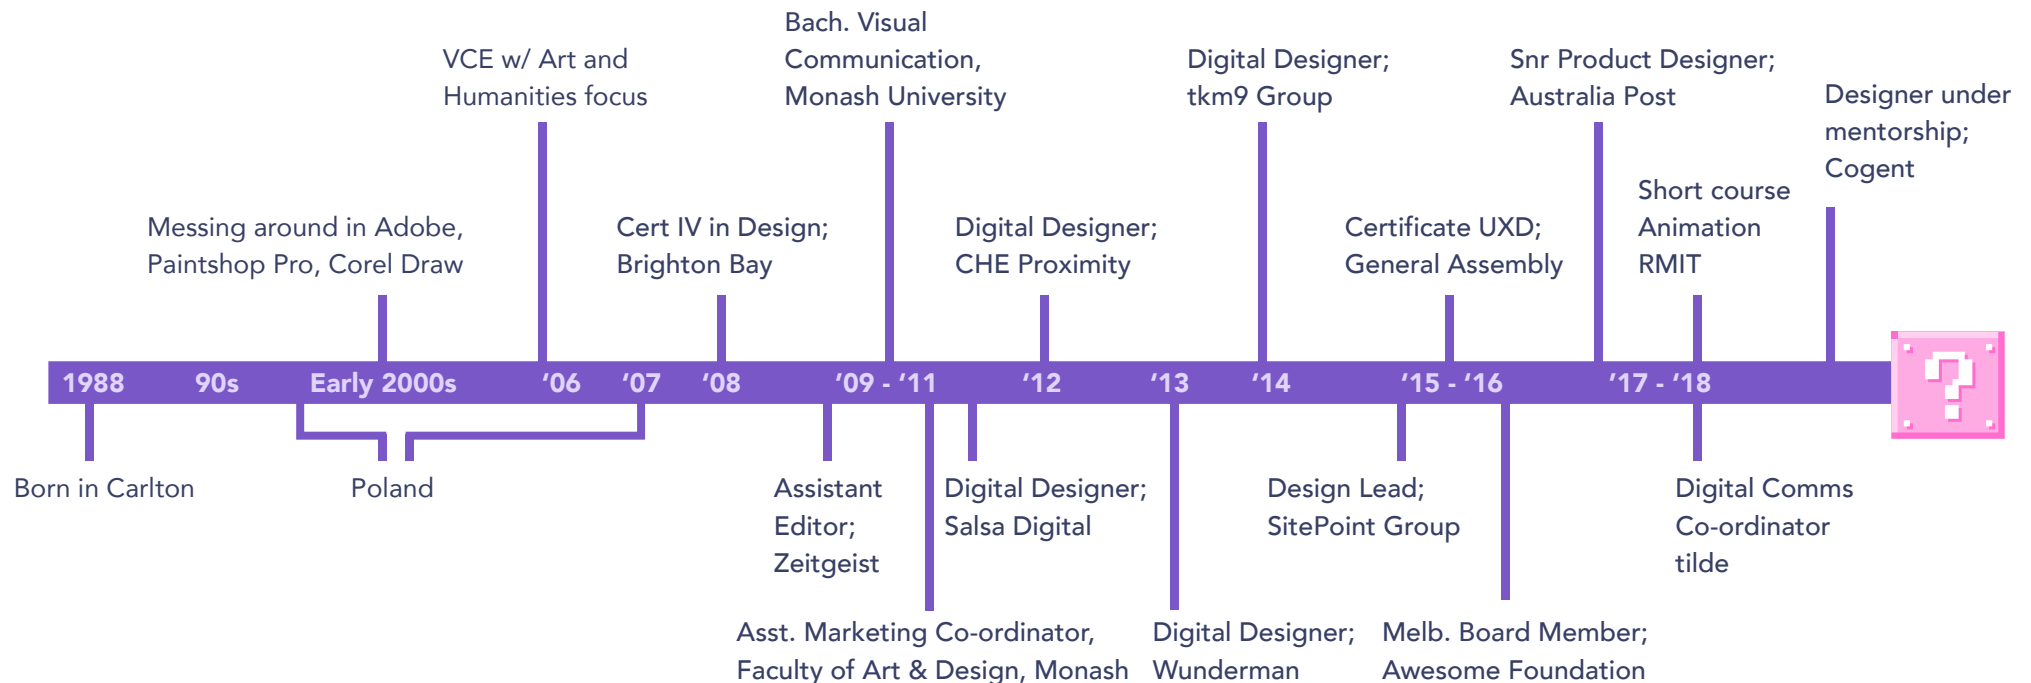 Bach. Visual
Communication,
Monash University
VCE w/ Art and
Humanities focus
Digital Designer;
tkm9 Group
Snr Product Designer;
Australia Post
Designer under
mentorship;
Cogent
Short course
Animation
RMIT
Messing around in Adobe,
Paintshop Pro, Corel Draw
Cert IV in Design;
Brighton Bay
Digital Designer;
CHE Proximity
Certificate UXD;
General Assembly
1988 90s Early 2000s ‘06 ‘07 ‘08 ‘09 - ‘11 ‘12 ‘13 ‘14 ‘15 - ‘16 ‘17 - ‘18 ?
Born in Carlton
Poland
Assistant
Editor;
Zeitgeist
Digital Designer;
Salsa Digital
Design Lead;
SitePoint Group
Digital Comms
Co-ordinator
tilde
Asst. Marketing Co-ordinator,
Faculty of Art & Design, Monash
Digital Designer;
Wunderman
Melb. Board Member;
Awesome Foundation